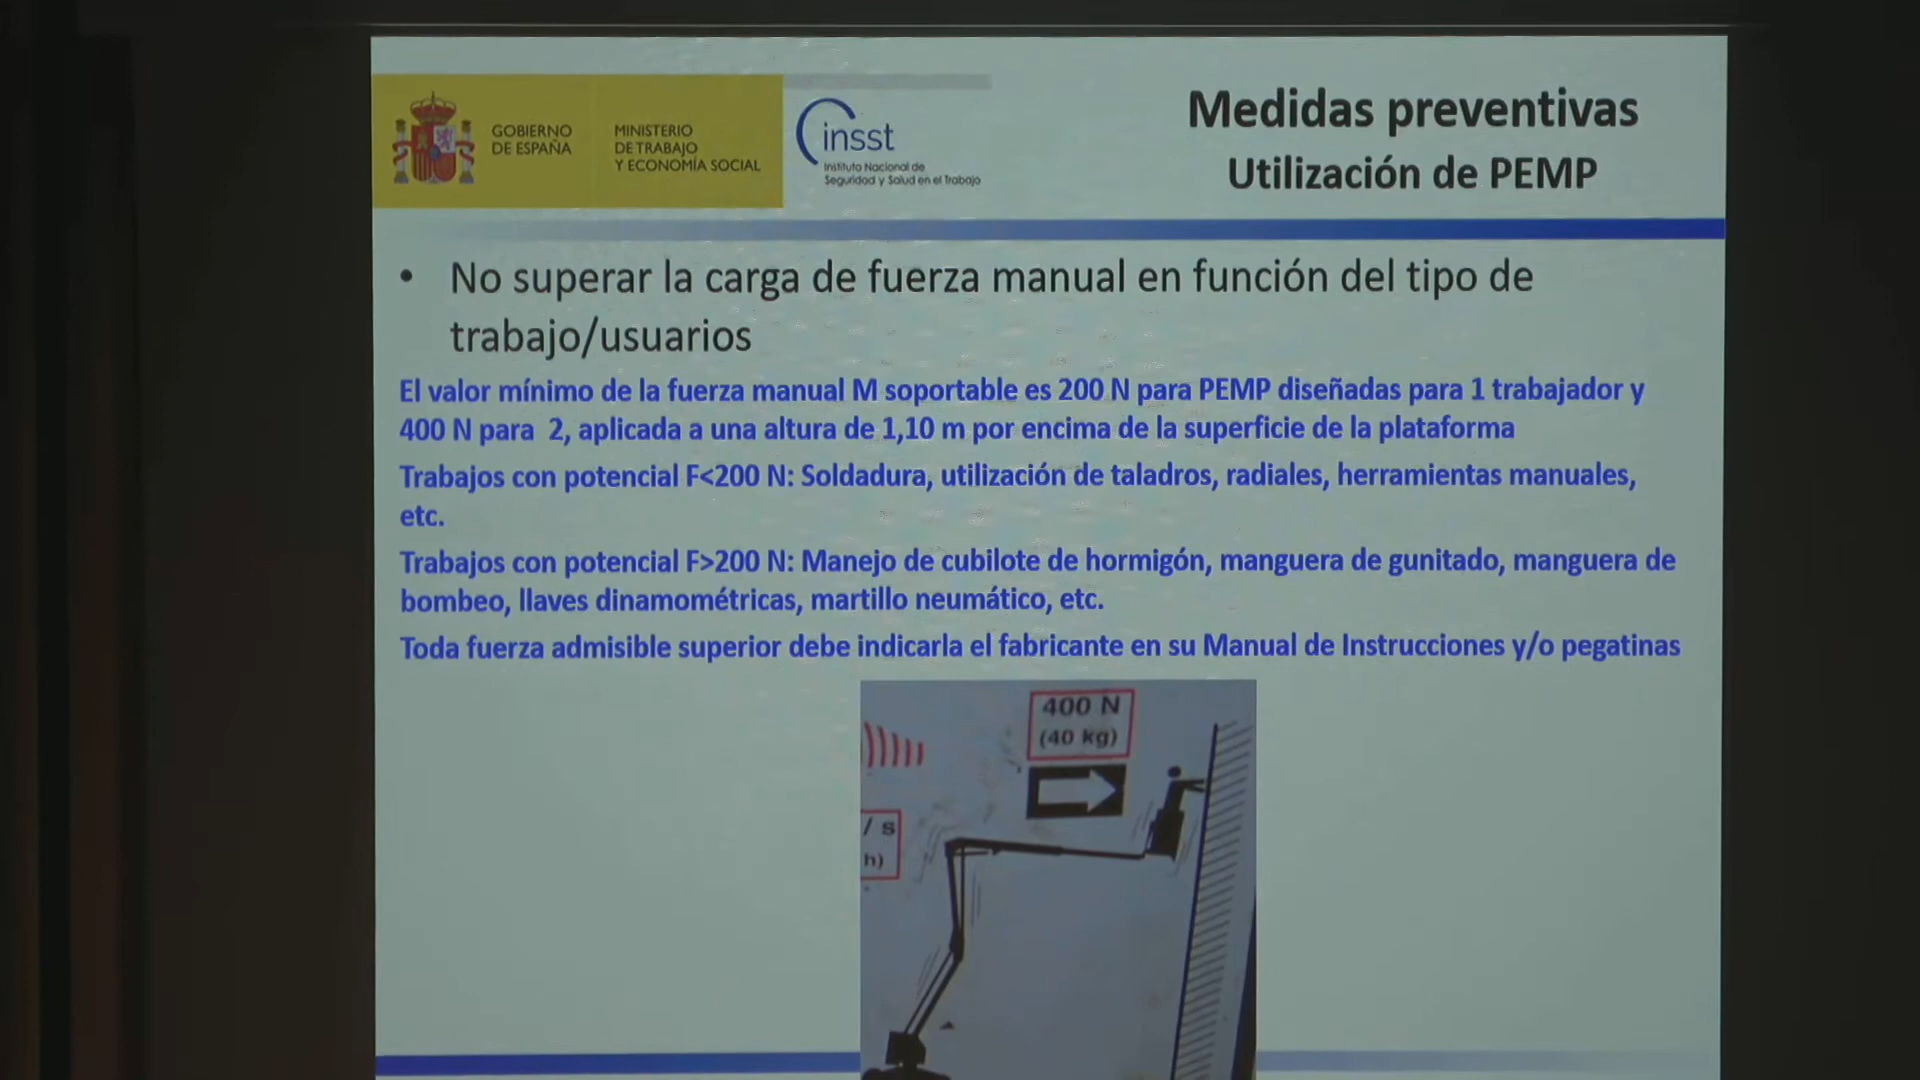 GOBIERNO
DE ESPAÑA
MINISTERIO
DE TRABAJO
Y ECONOMÍA SOCIAL
insst
Instituto Nacional de
Seguridad y Salud en el Trabajo
Medidas preventivas
Utilización de PEMP
• No superar la carga de fuerza manual en función del tipo de
trabajo/usuarios
El valor mínimo de la fuerza manual M soportable es 200 N para PEMP diseñadas para 1 trabajador y
400 N para 2, aplicada a una altura de 1,10 m por encima de la superficie de la plataforma
Trabajos con potencial F<200 N: Soldadura, utilización de taladros, radiales, herramientas manuales,
etc.
Trabajos con potencial F>200 N: Manejo de cubilote de hormigón, manguera de gunitado, manguera de
bombeo, llaves dinamométricas, martillo neumático, etc.
Toda fuerza admisible superior debe indicarla el fabricante en su Manual de Instrucciones y/o pegatinas
400 N
(40 kg)
/ s
h)